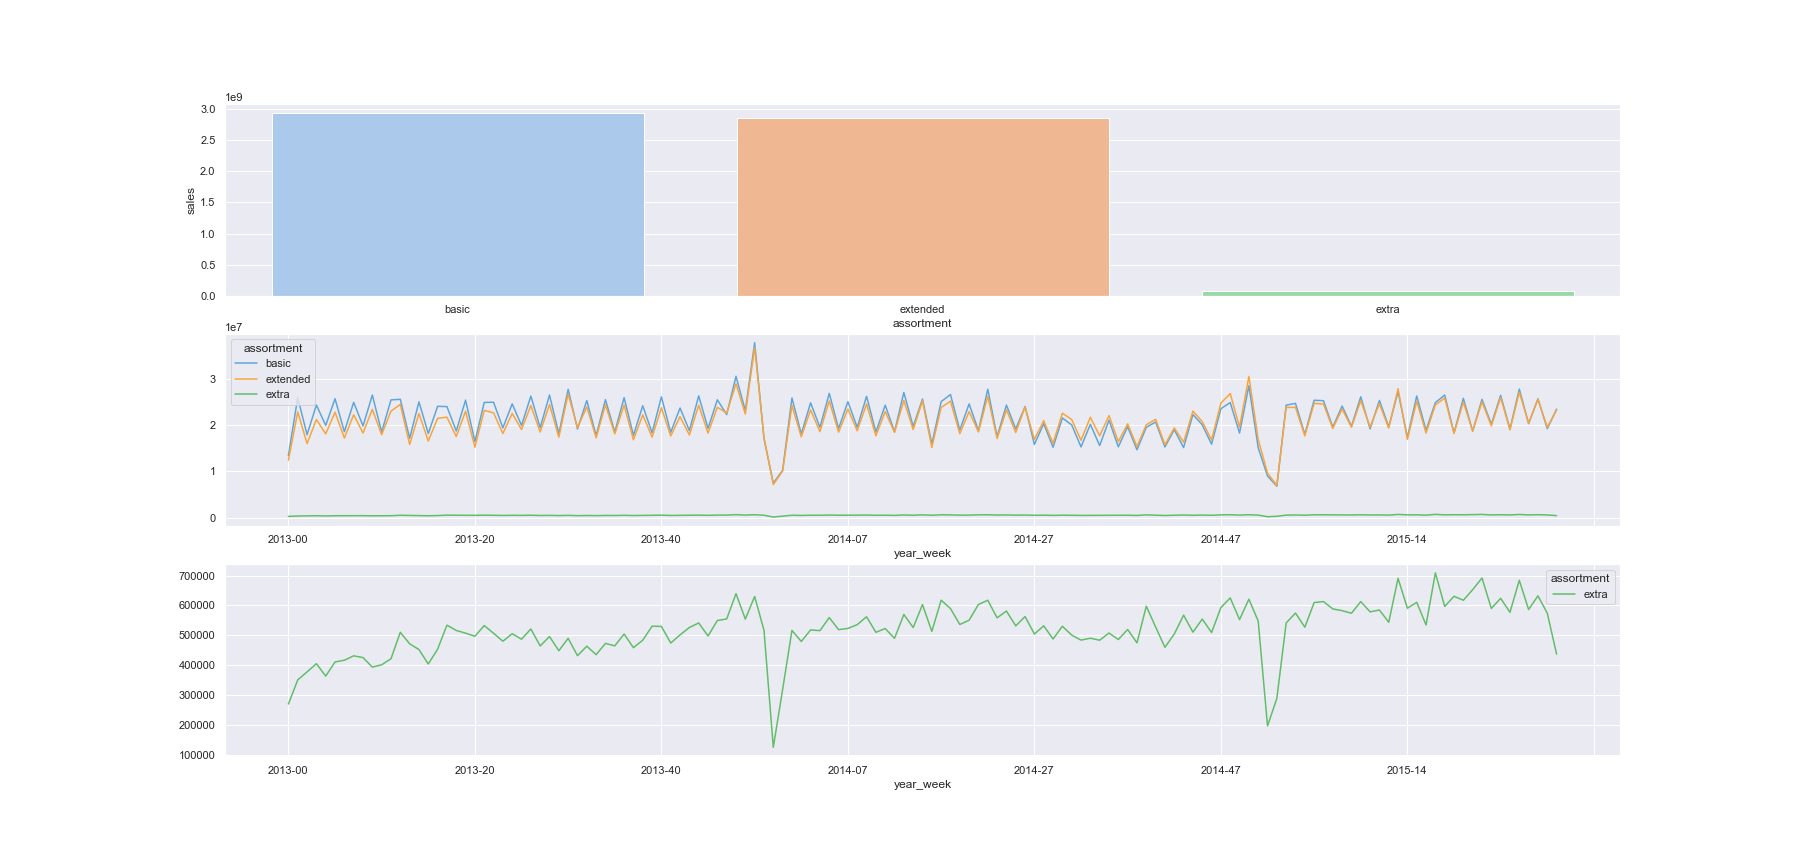 1e9
3.0
2.5
2.0
1.5
1.0
0.5
0.0
sales
basic extended extra
assortment
1e7
assortment
basic
extended
extra
3
2
1
0
2013-00 2013-20 2013-40 2014-07 2014-27 2014-47 2015-14
year_week
700000
600000
500000
400000
300000
200000
100000
assortment
extra
2013-00 2013-20 2013-40 2014-07 2014-27 2014-47 2015-14
year_week